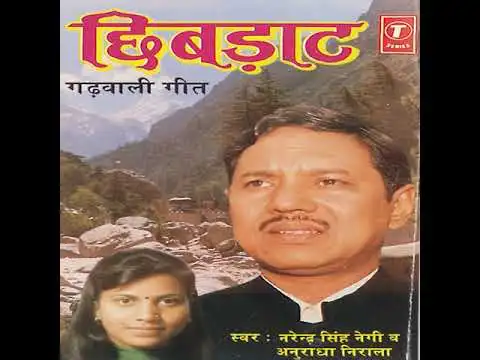 छिबड़ाट
T
SERIES
गढ़वाली गीत
स्वर : नरेन्द्र सिंह नेगी व
अनुराधा निराला